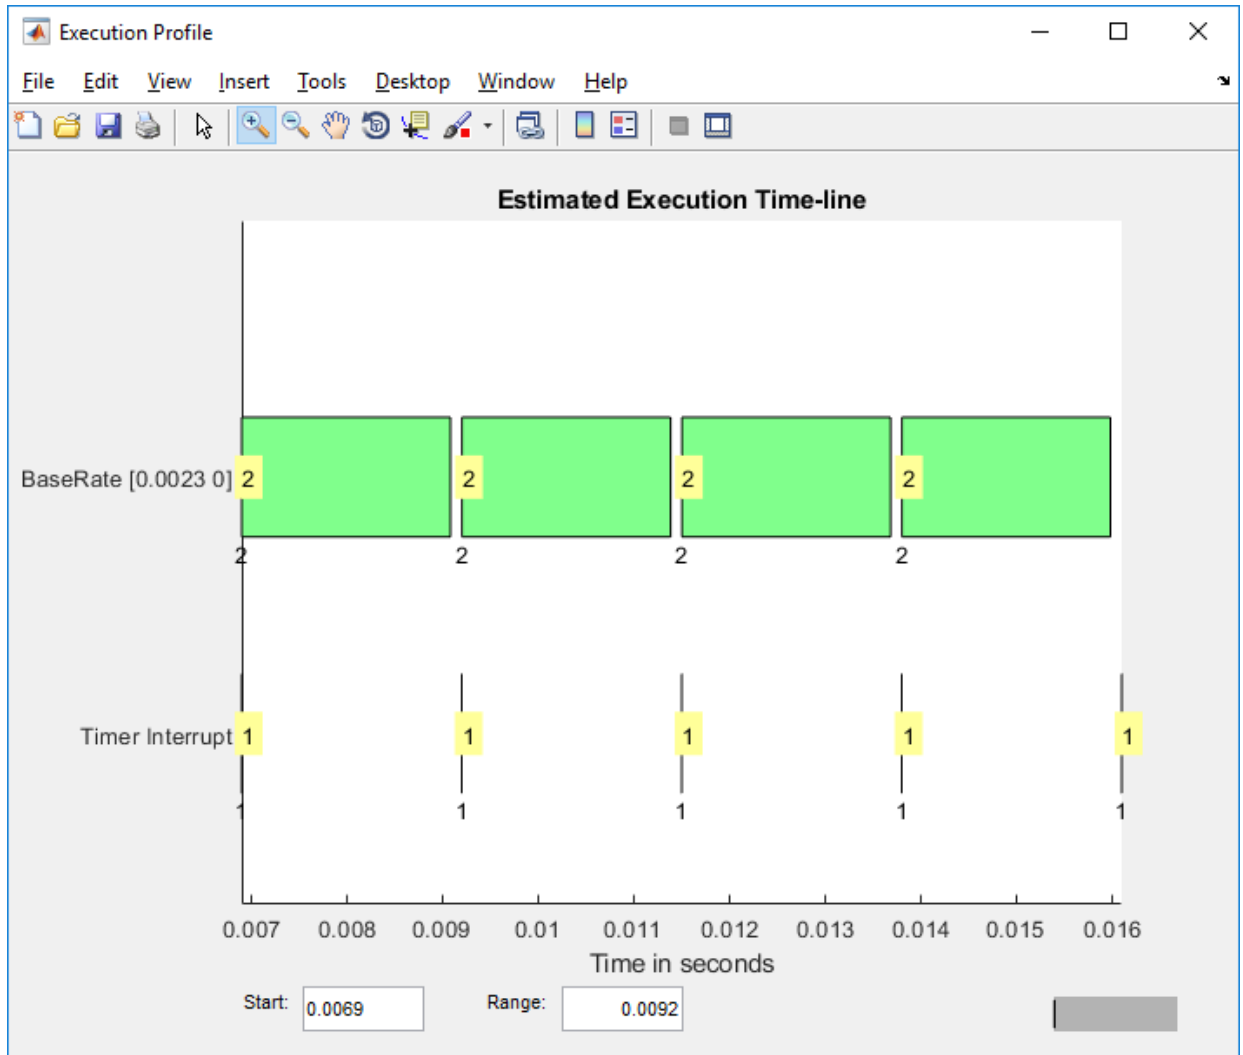 Execution Profile
File Edit View Insert Tools Desktop Window Help
Estimated Execution Time-line
BaseRate [0.0023 0] 2 2 2 2
2 2 2 2
Timer Interrupt 1 1 1 1 1
1 1 1 1 1
0.007 0.008 0.009 0.01 0.011 0.012 0.013 0.014 0.015 0.016
Time in seconds
Start: 0.0069 Range: 0.0092